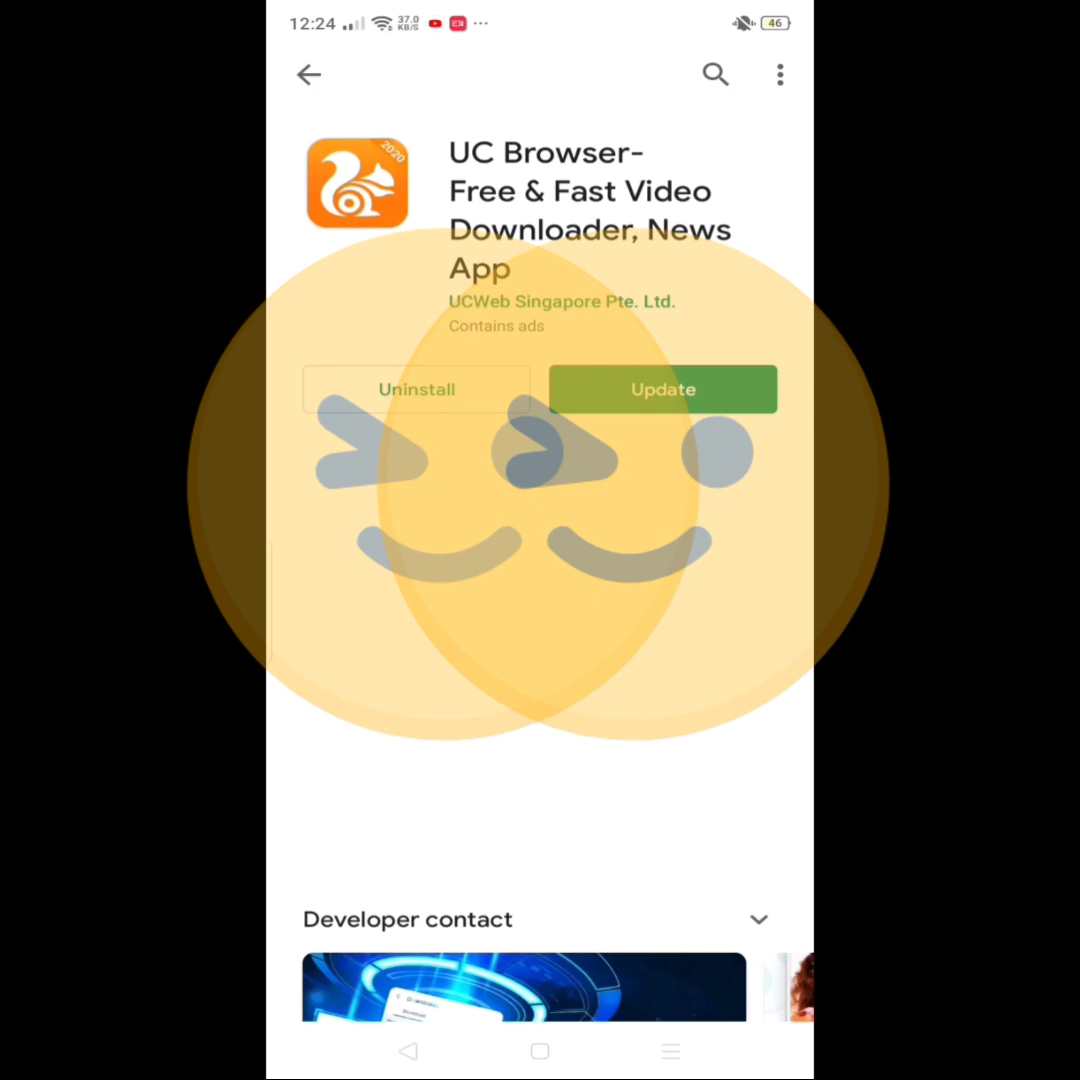 12:24 37.0 KB/S 46
2020
UC Browser-
Free & Fast Video
Downloader, News
App
UCWeb Singapore Pte. Ltd.
Contains ads
Uninstall
Update
Developer contact